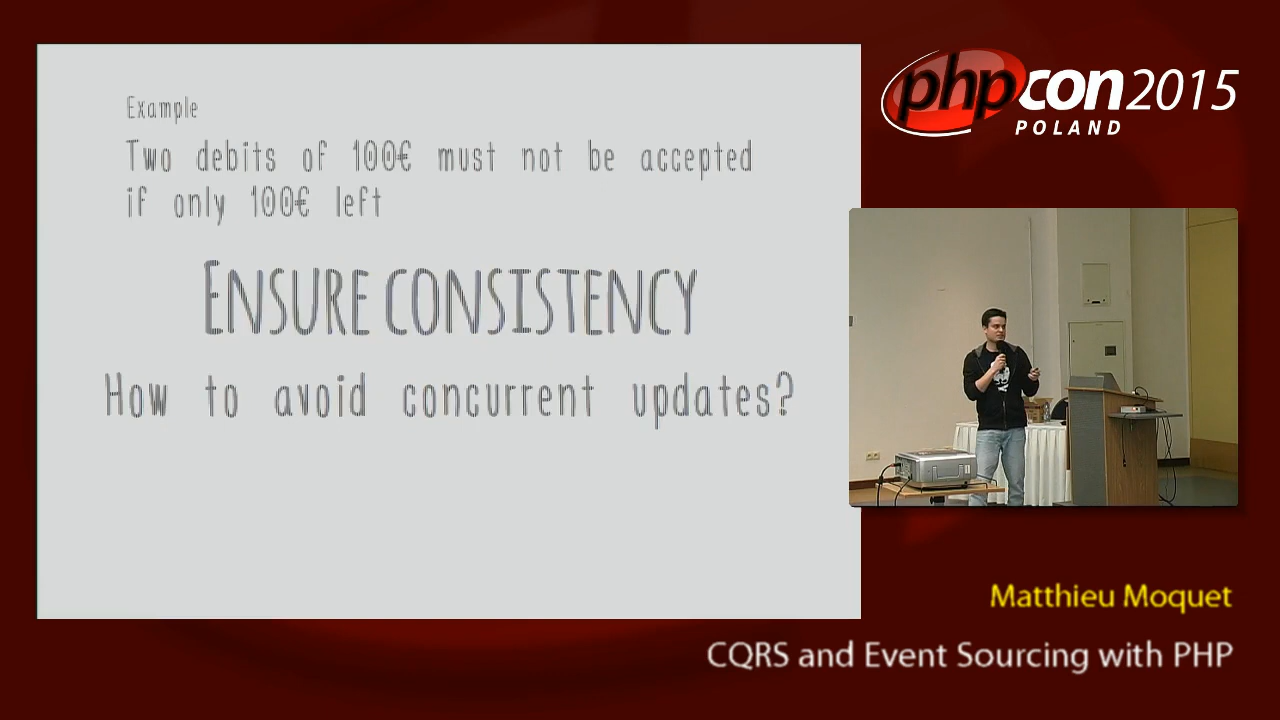 Example
Two debits of 100€ must not be accepted
if only 100€ left
ENSURE CONSISTENCY
How to avoid concurrent updates?
phpcon2015
POLAND
Matthieu Moquet
CQRS and Event Sourcing with PHP